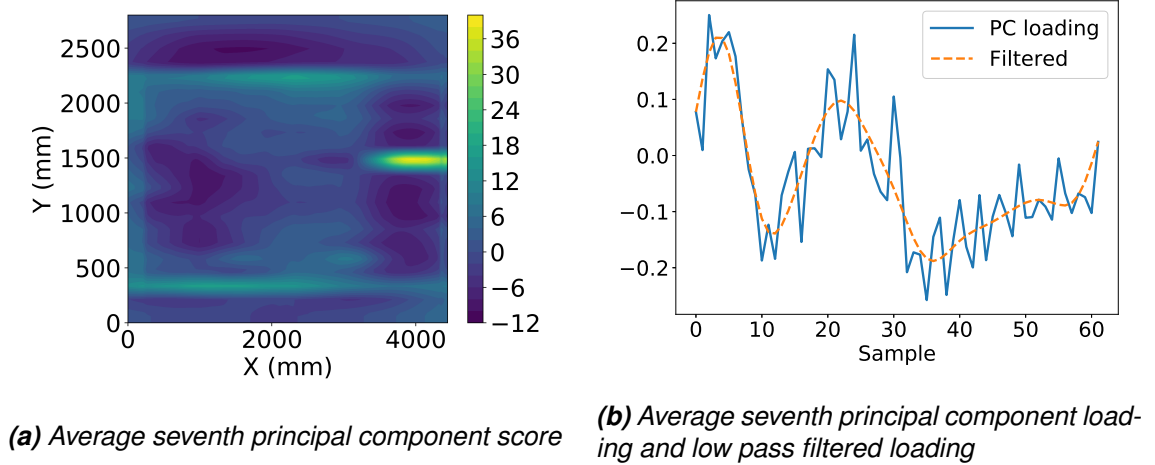 2500
2000
1500
1000
500
0
Y (mm)
0 2000 4000
X (mm)
36
30
24
18
12
6
0
−6
−12
(a) Average seventh principal component score
0.2
0.1
0.0
−0.1
−0.2
PC loading
Filtered
0 10 20 30 40 50 60
Sample
(b) Average seventh principal component load-
ing and low pass filtered loading